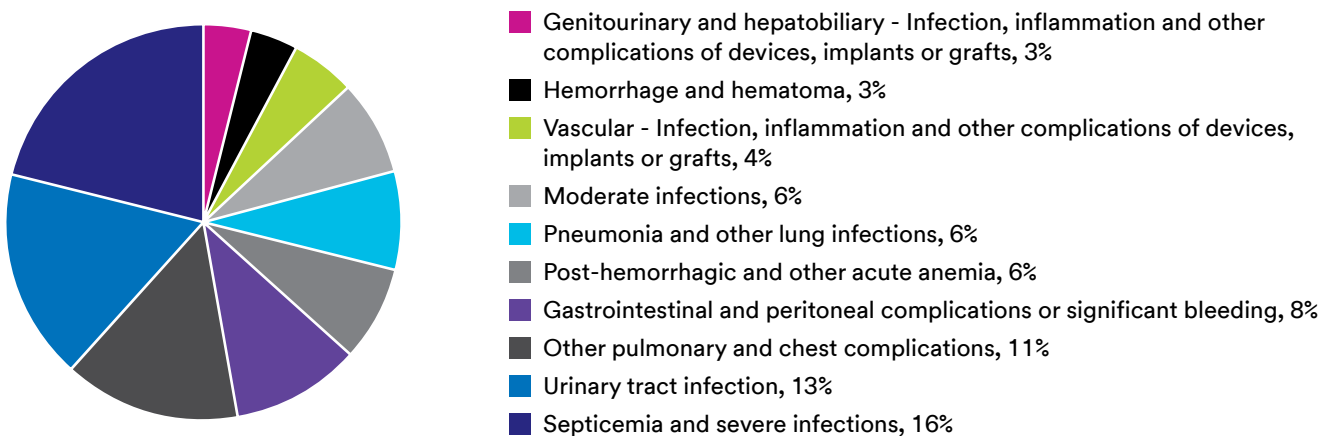 Genitourinary and hepatobiliary - Infection, inflammation and other
complications of devices, implants or grafts, 3%
Hemorrhage and hematoma, 3%
Vascular - Infection, inflammation and other complications of devices,
implants or grafts, 4%
Moderate infections, 6%
Pneumonia and other lung infections, 6%
Post-hemorrhagic and other acute anemia, 6%
Gastrointestinal and peritoneal complications or significant bleeding, 8%
Other pulmonary and chest complications, 11%
Urinary tract infection, 13%
Septicemia and severe infections, 16%